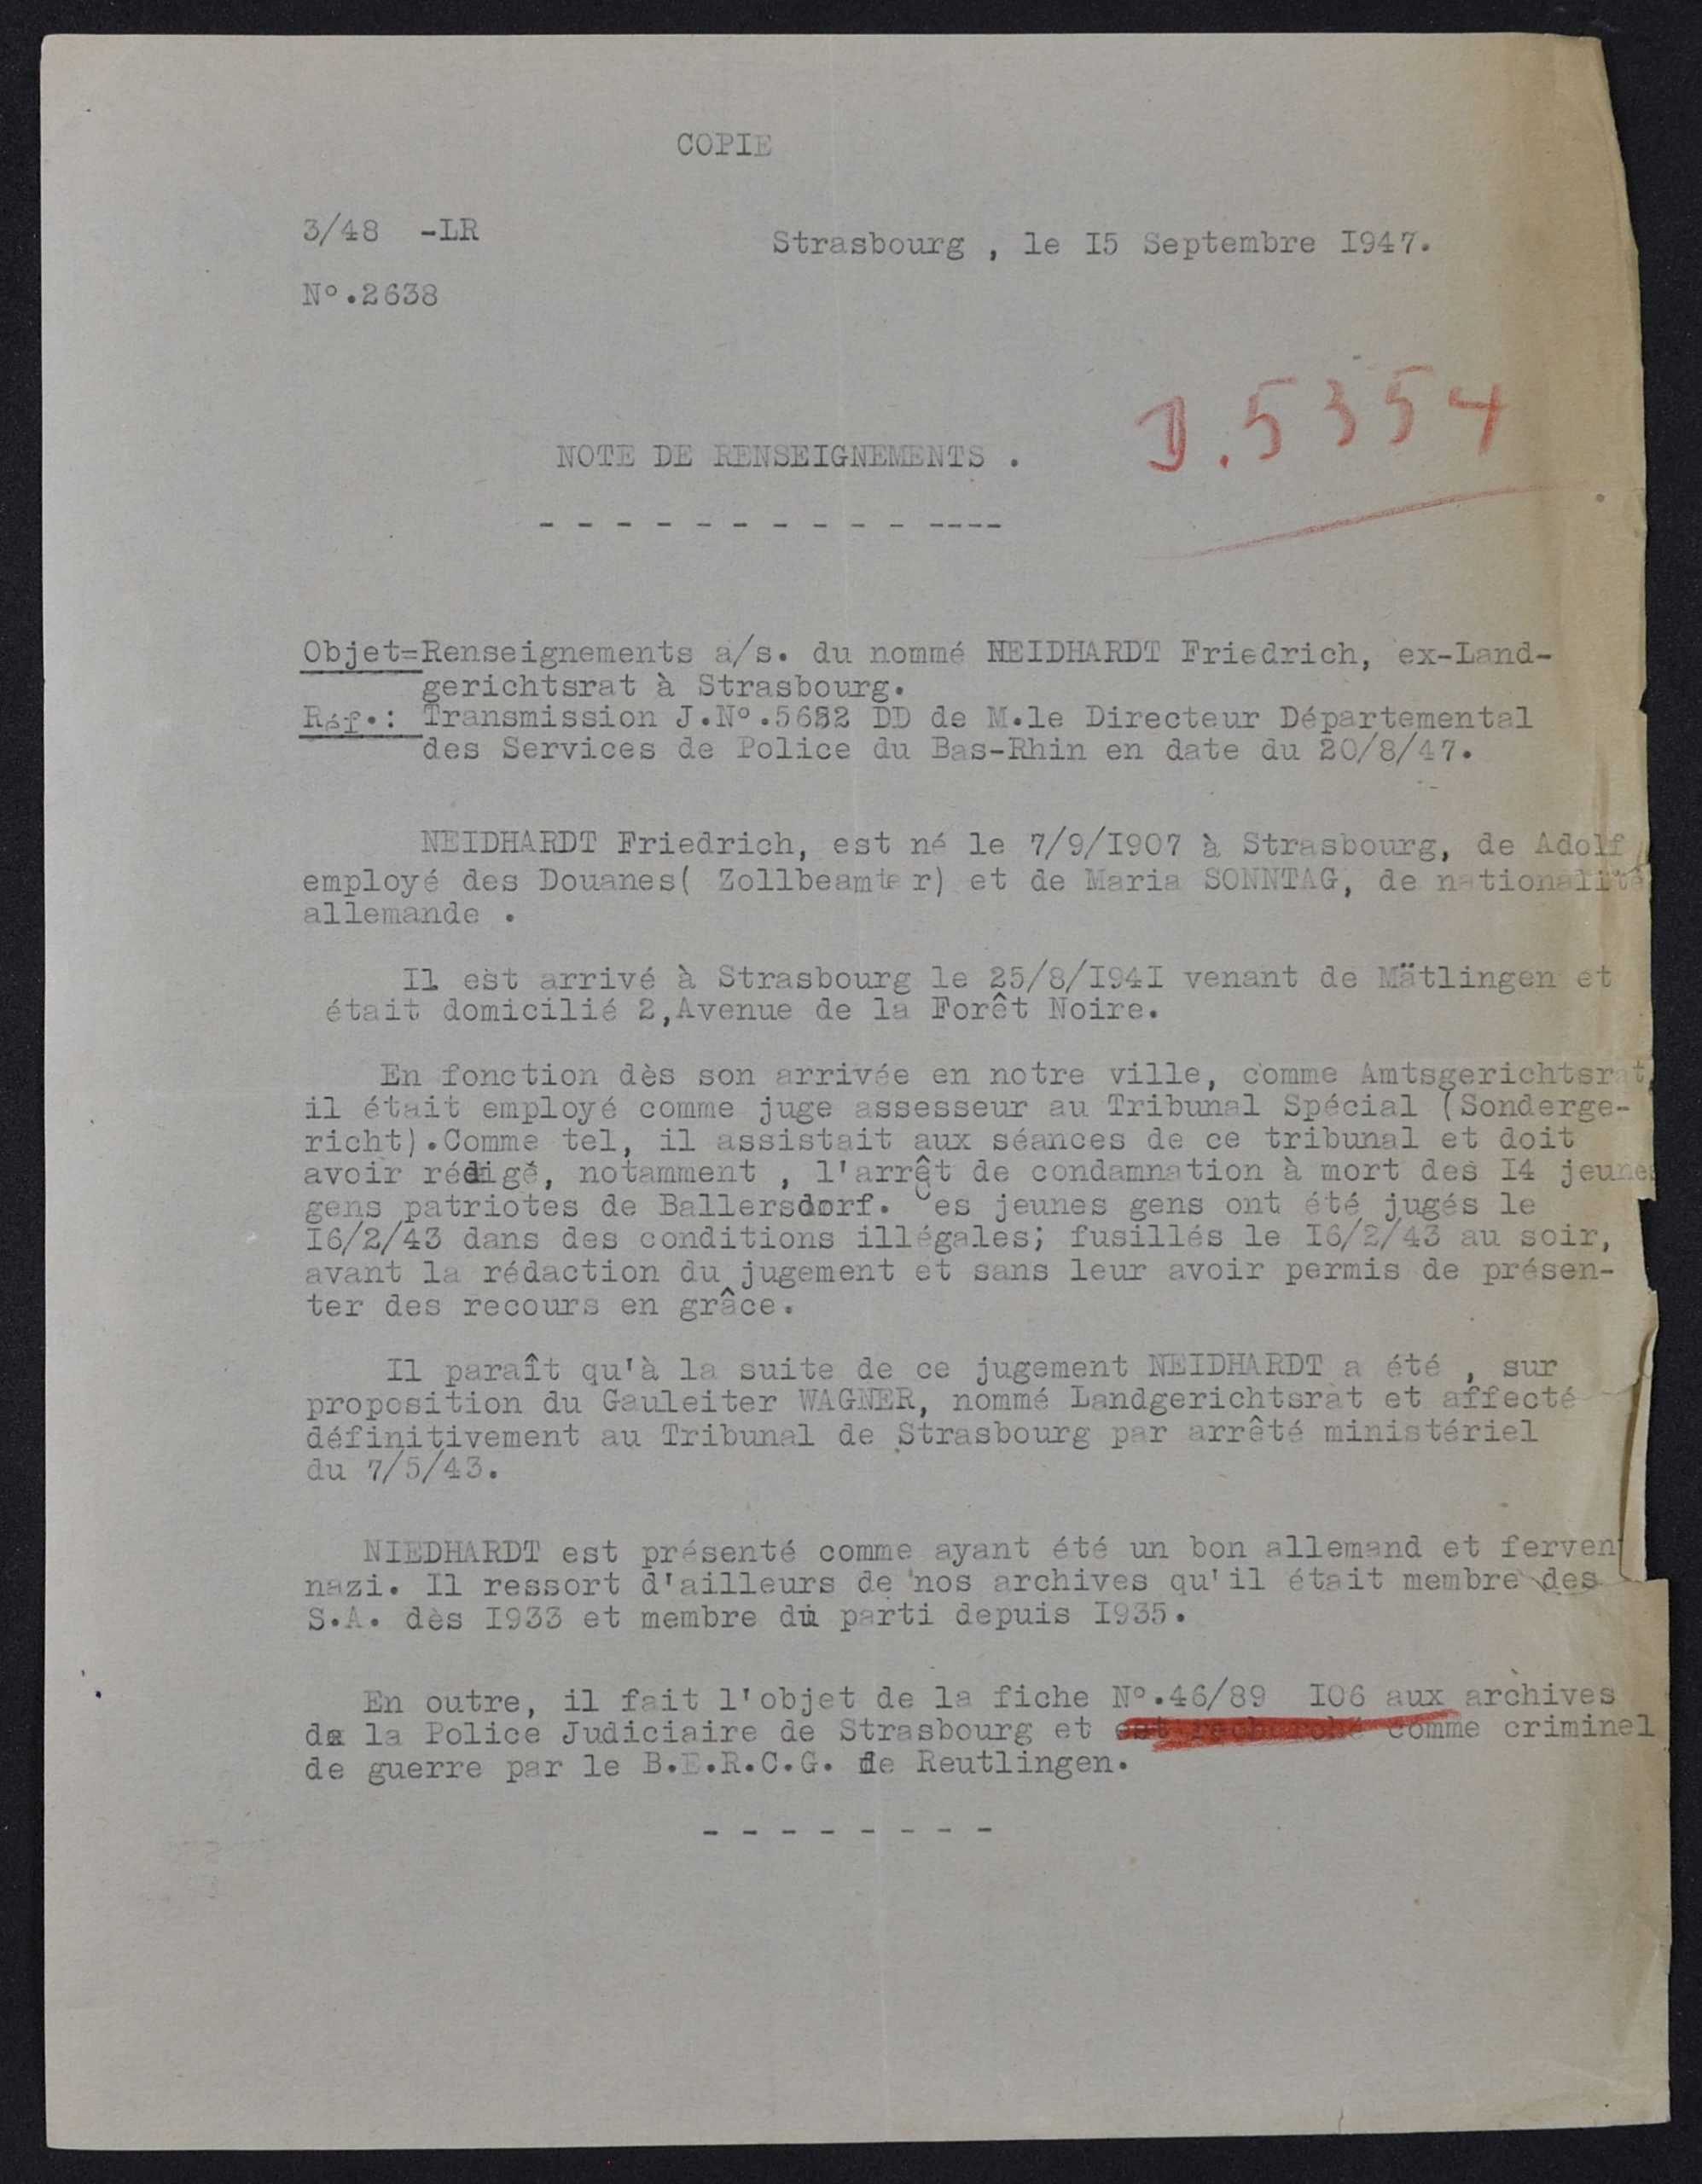 COPIE
3/48 -LR
Strasbourg , le I5 Septembre I947.
N°.2638
J.5354
NOTE DE RENSEIGNEMENTS .
- - - - - - - - - - ----
Objet=Renseignements a/s. du nommé NEIDHARDT Friedrich, ex-Land-
gerichtsrat à Strasbourg.
Réf.: Transmission J.N°.5682 DD de M.le Directeur Départemental
des Services de Police du Bas-Rhin en date du 20/8/47.
NEIDHARDT Friedrich, est né le 7/9/I907 à Strasbourg, de Adolf,
employé des Douanes( Zollbeamter) et de Maria SONNTAG, de nationalité
allemande .
Il est arrivé à Strasbourg le 25/8/I94I venant de Mätlingen et
était domicilié 2,Avenue de la Forêt Noire.
En fonction dès son arrivée en notre ville, comme Amtsgerichtsrat,
il était employé comme juge assesseur au Tribunal Spécial (Sonderge-
richt).Comme tel, il assistait aux séances de ce tribunal et doit
avoir rédigé, notamment , l'arrêt de condamnation à mort des I4 jeunes
gens patriotes de Ballersdorf. Ces jeunes gens ont été jugés le
I6/2/43 dans des conditions illégales; fusillés le I6/2/43 au soir,
avant la rédaction du jugement et sans leur avoir permis de présen-
ter des recours en grâce.
Il paraît qu'à la suite de ce jugement NEIDHARDT a été , sur
proposition du Gauleiter WAGNER, nommé Landgerichtsrat et affecté
définitivement au Tribunal de Strasbourg par arrêté ministériel
du 7/5/43.
NIEDHARDT est présenté comme ayant été un bon allemand et fervent
nazi. Il ressort d'ailleurs de nos archives qu'il était membre des
S.A. dès I933 et membre du parti depuis I935.
En outre, il fait l'objet de la fiche N°.46/89 I06 aux archives
de la Police Judiciaire de Strasbourg et est recherché comme criminel
de guerre par le B.E.R.C.G. de Reutlingen.
- - - - - - - -